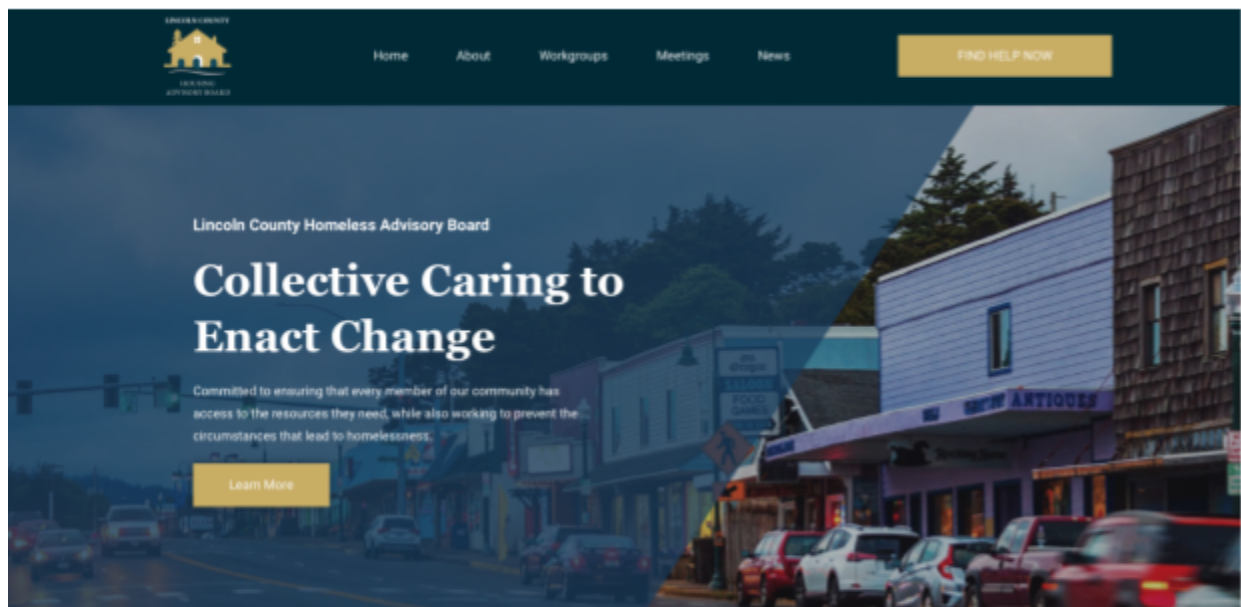 LINCOLN COUNTY
HOUSING
ADVISORY BOARD
Home About Workgroups Meetings News
FIND HELP NOW
Lincoln County Homeless Advisory Board
Collective Caring to
Enact Change
Committed to ensuring that every member of our community has
access to the resources they need, while also working to prevent the
circumstances that lead to homelessness.
Learn More
SALOON
FOOD
GAMES
ANTIQUES